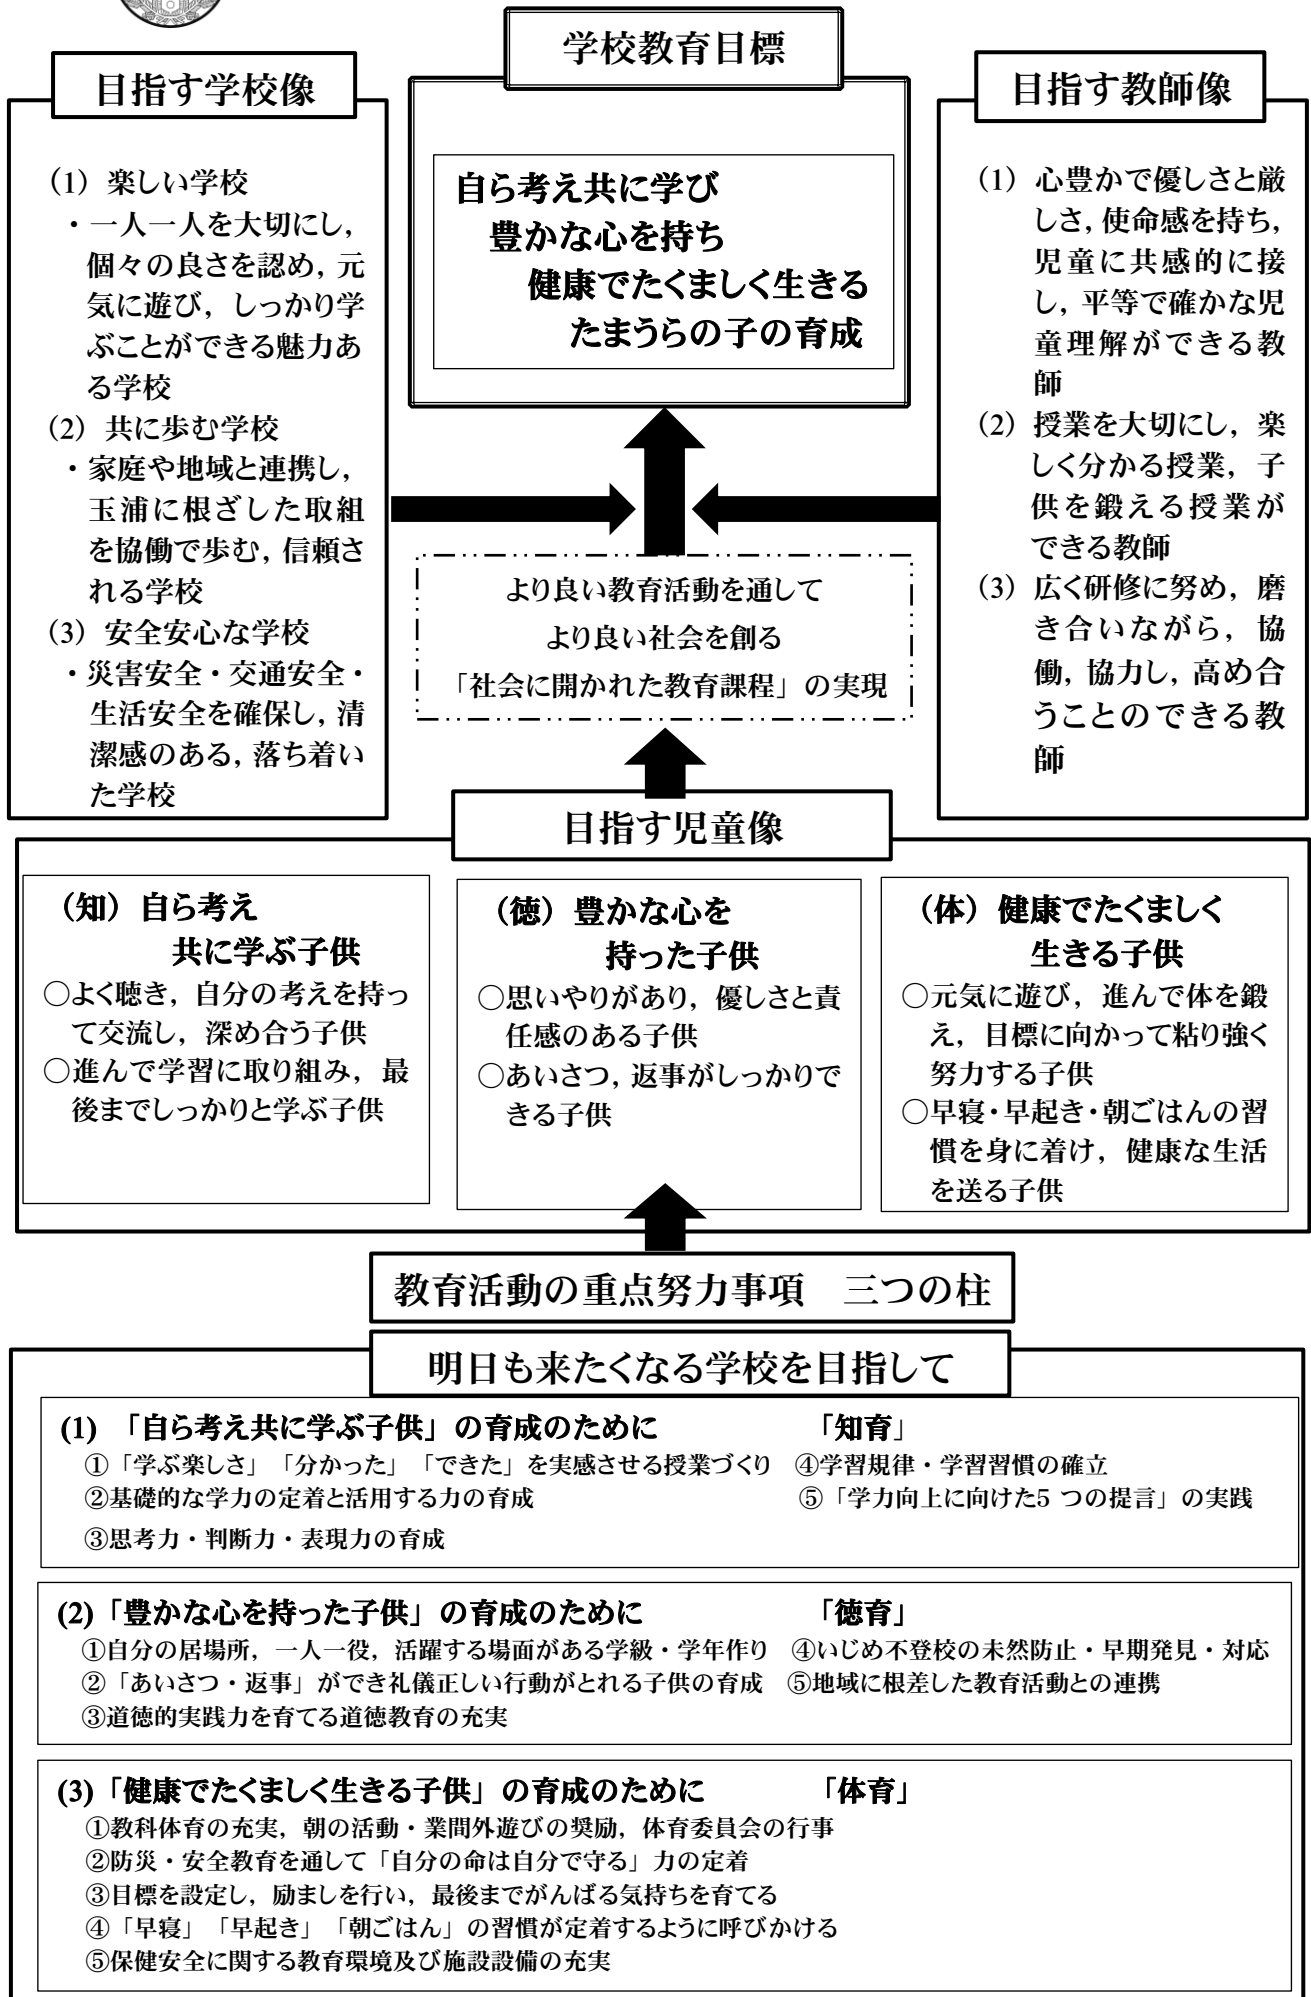 学校教育目標
自ら考え共に学び
豊かな心を持ち
健康でたくましく生きる
たまうらの子の育成
目指す学校像
（1）楽しい学校
・一人一人を大切にし，
個々の良さを認め，元
気に遊び，しっかり学
ぶことができる魅力あ
る学校
（2）共に歩む学校
・家庭や地域と連携し，
玉浦に根ざした取組
を協働で歩む，信頼さ
れる学校
（3）安全安心な学校
・災害安全・交通安全・
生活安全を確保し，清
潔感のある，落ち着い
た学校
目指す教師像
（1）心豊かで優しさと厳
しさ，使命感を持ち，
児童に共感的に接
し，平等で確かな児
童理解ができる教
師
（2）授業を大切にし，楽
しく分かる授業，子
供を鍛える授業が
できる教師
（3）広く研修に努め，磨
き合いながら，協
働，協力し，高め合
うことのできる教
師
より良い教育活動を通して
より良い社会を創る
「社会に開かれた教育課程」の実現
目指す児童像
（知）自ら考え
共に学ぶ子供
○よく聴き，自分の考えを持っ
て交流し，深め合う子供
○進んで学習に取り組み，最
後までしっかりと学ぶ子供
（徳）豊かな心を
持った子供
○思いやりがあり，優しさと責
任感のある子供
○あいさつ，返事がしっかりで
きる子供
（体）健康でたくましく
生きる子供
○元気に遊び，進んで体を鍛
え，目標に向かって粘り強く
努力する子供
○早寝・早起き・朝ごはんの習
慣を身に着け，健康な生活
を送る子供
教育活動の重点努力事項　三つの柱
明日も来たくなる学校を目指して
(1) 「自ら考え共に学ぶ子供」の育成のために　「知育」
①「学ぶ楽しさ」「分かった」「できた」を実感させる授業づくり　④学習規律・学習習慣の確立
②基礎的な学力の定着と活用する力の育成　⑤「学力向上に向けた5 つの提言」の実践
③思考力・判断力・表現力の育成
(2)「豊かな心を持った子供」の育成のために　「徳育」
①自分の居場所，一人一役，活躍する場面がある学級・学年作り　④いじめ不登校の未然防止・早期発見・対応
②「あいさつ・返事」ができ礼儀正しい行動がとれる子供の育成　⑤地域に根差した教育活動との連携
③道徳的実践力を育てる道徳教育の充実
(3)「健康でたくましく生きる子供」の育成のために　「体育」
①教科体育の充実，朝の活動・業間外遊びの奨励，体育委員会の行事
②防災・安全教育を通して「自分の命は自分で守る」力の定着
③目標を設定し，励ましを行い，最後までがんばる気持ちを育てる
④「早寝」「早起き」「朝ごはん」の習慣が定着するように呼びかける
⑤保健安全に関する教育環境及び施設設備の充実